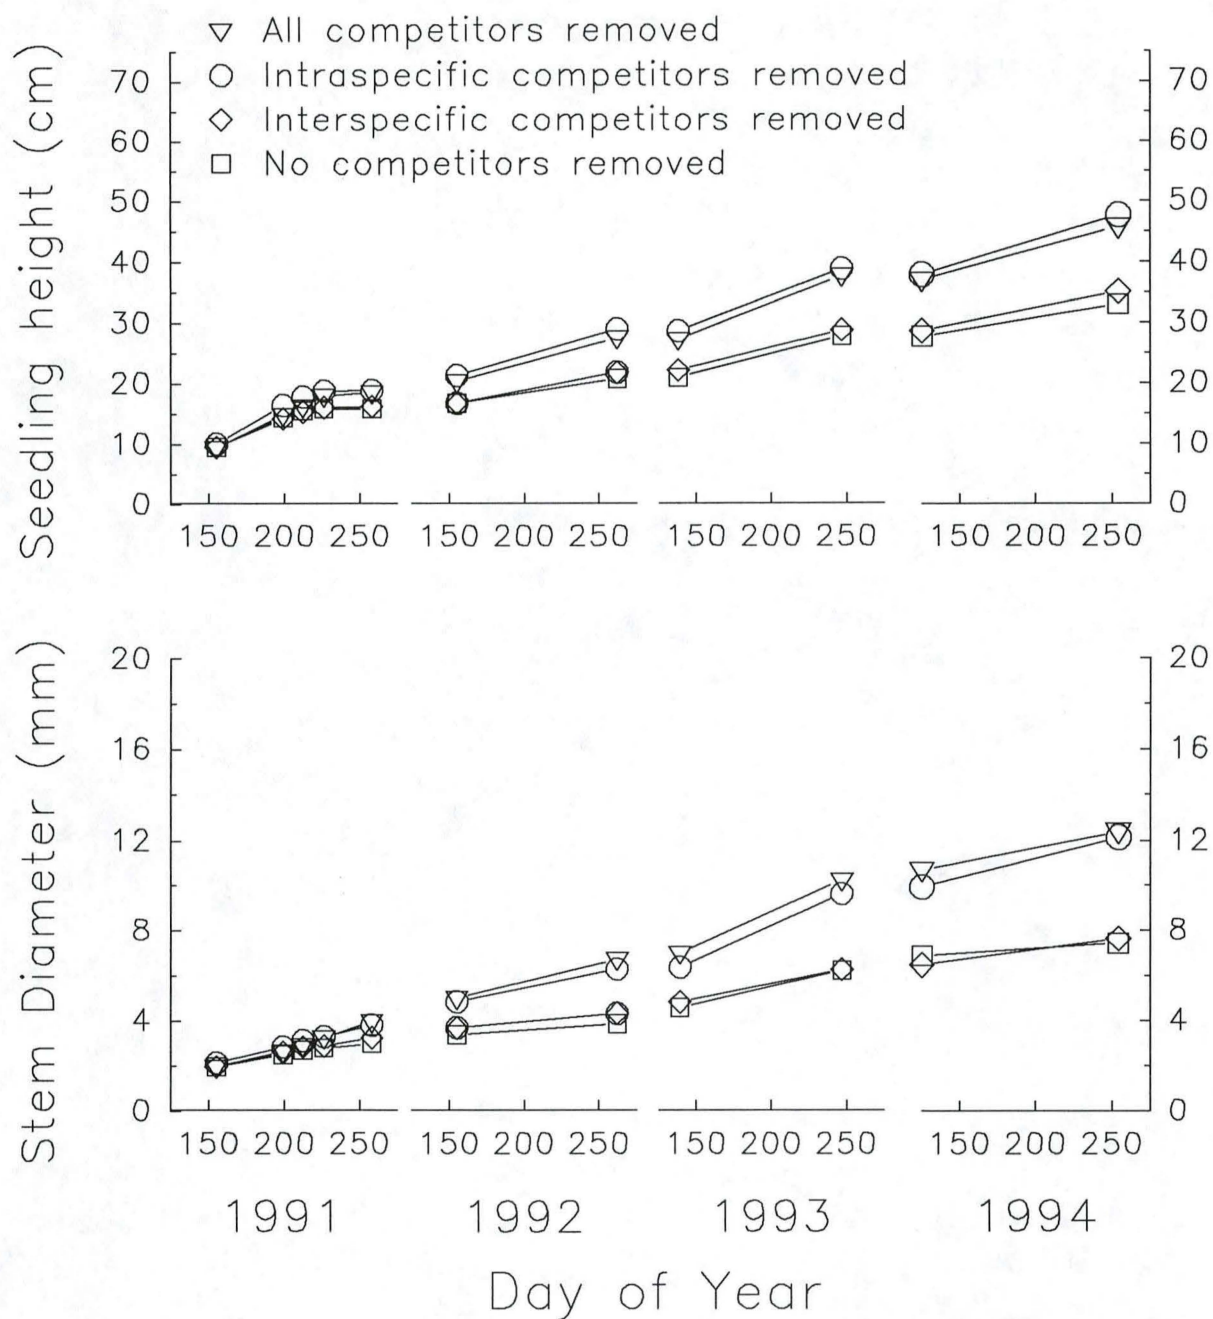 All competitors removed
Intraspecific competitors removed
Interspecific competitors removed
No competitors removed
Seedling height (cm)
70
60
50
40
30
20
10
0
70
60
50
40
30
20
10
0
150 200 250
150 200 250
150 200 250
150 200 250
Stem Diameter (mm)
20
16
12
8
4
0
20
16
12
8
4
0
150 200 250
150 200 250
150 200 250
150 200 250
1991
1992
1993
1994
Day of Year